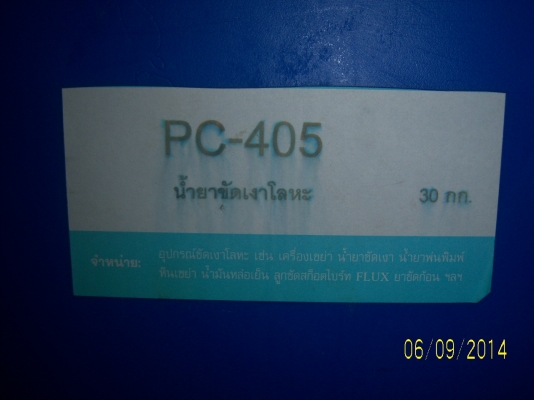 PC-405
น้ำยาขัดเงาโลหะ 30 กก.
จำหน่าย: อุปกรณ์ขัดเงาโลหะ เช่น เครื่องเขย่า น้ำยาขัดเงา น้ำยาพ่นพิมพ์
หินเขย่า น้ำมันหล่อเย็น ลูกขัดสก็อตไบร์ท FLUX ยาขัดก้อน ฯลฯ
06/09/2014